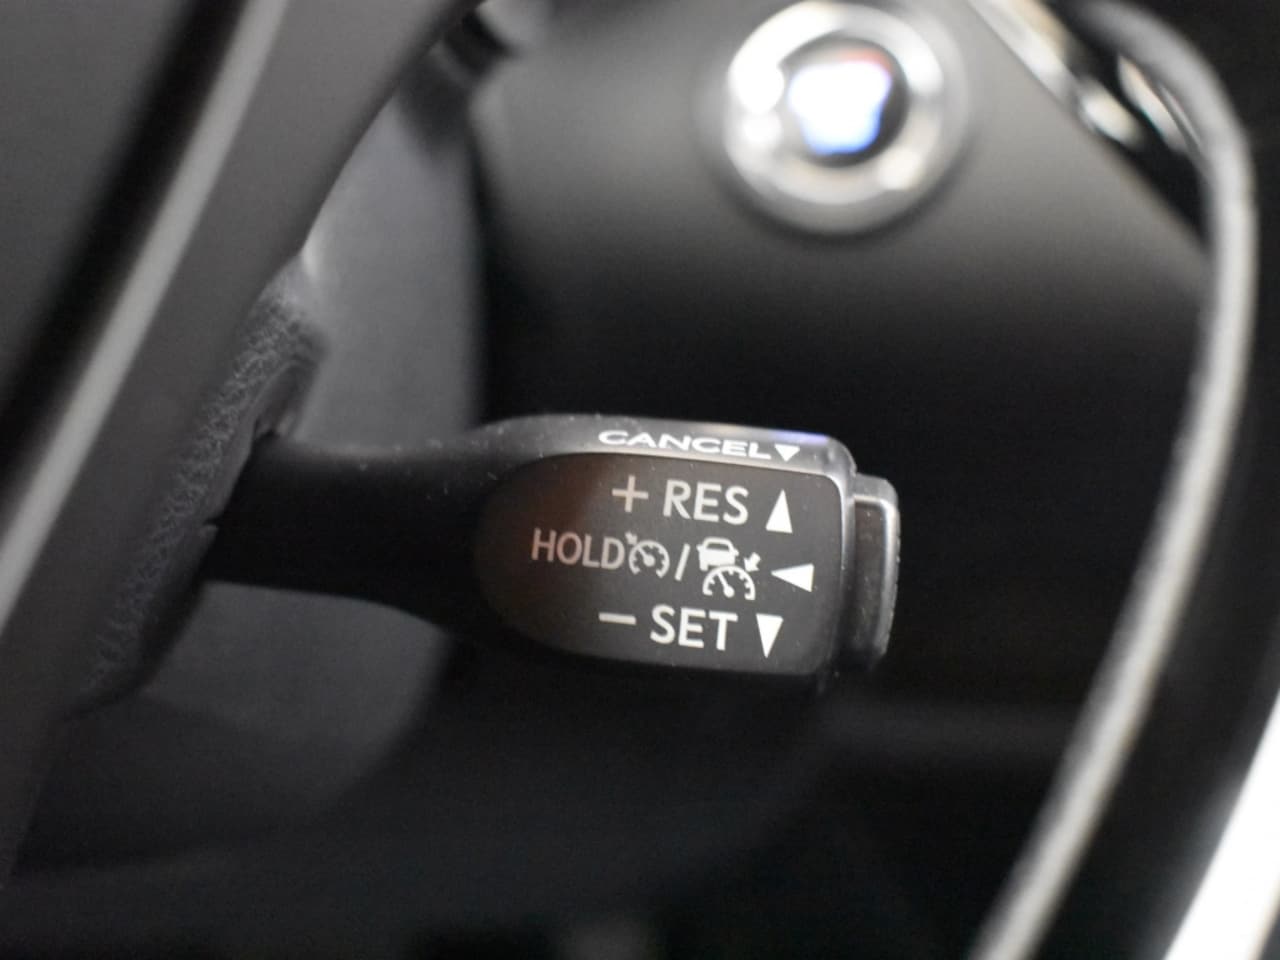 CANCEL▼
+ RES ▲
HOLD / ◀
− SET ▼